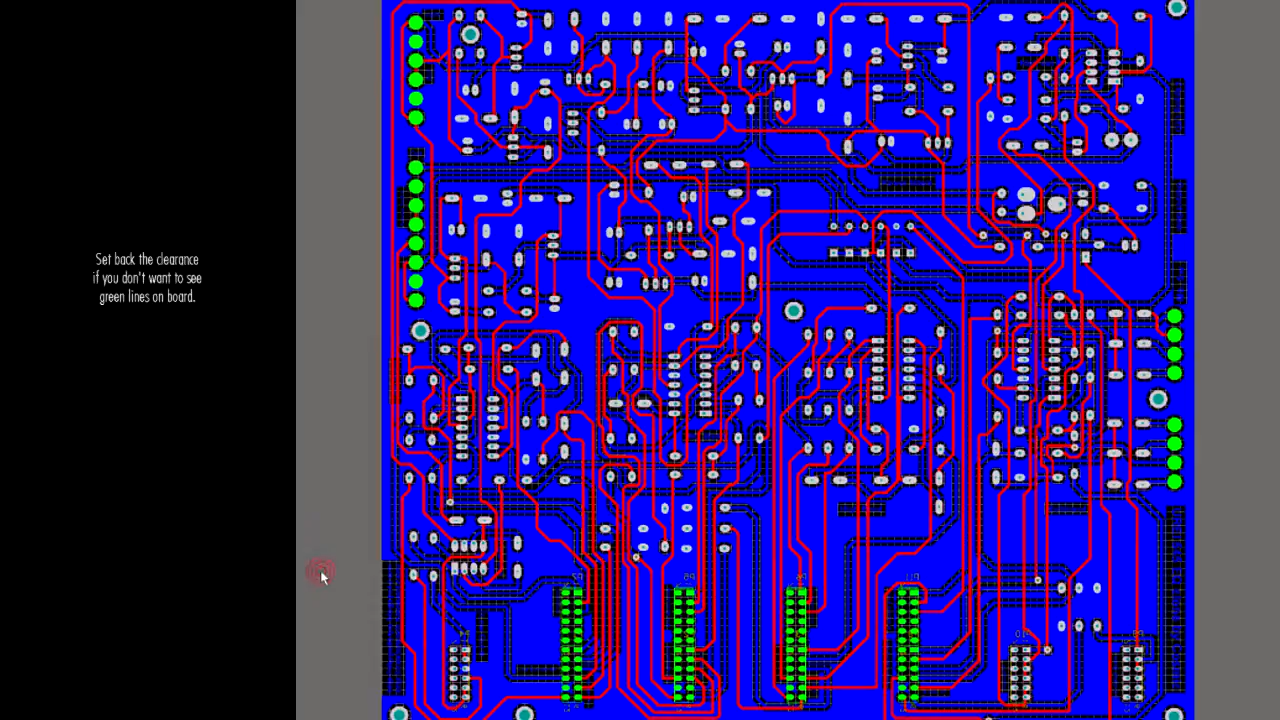 Set back the clearance
if you don't want to see
green lines on board.